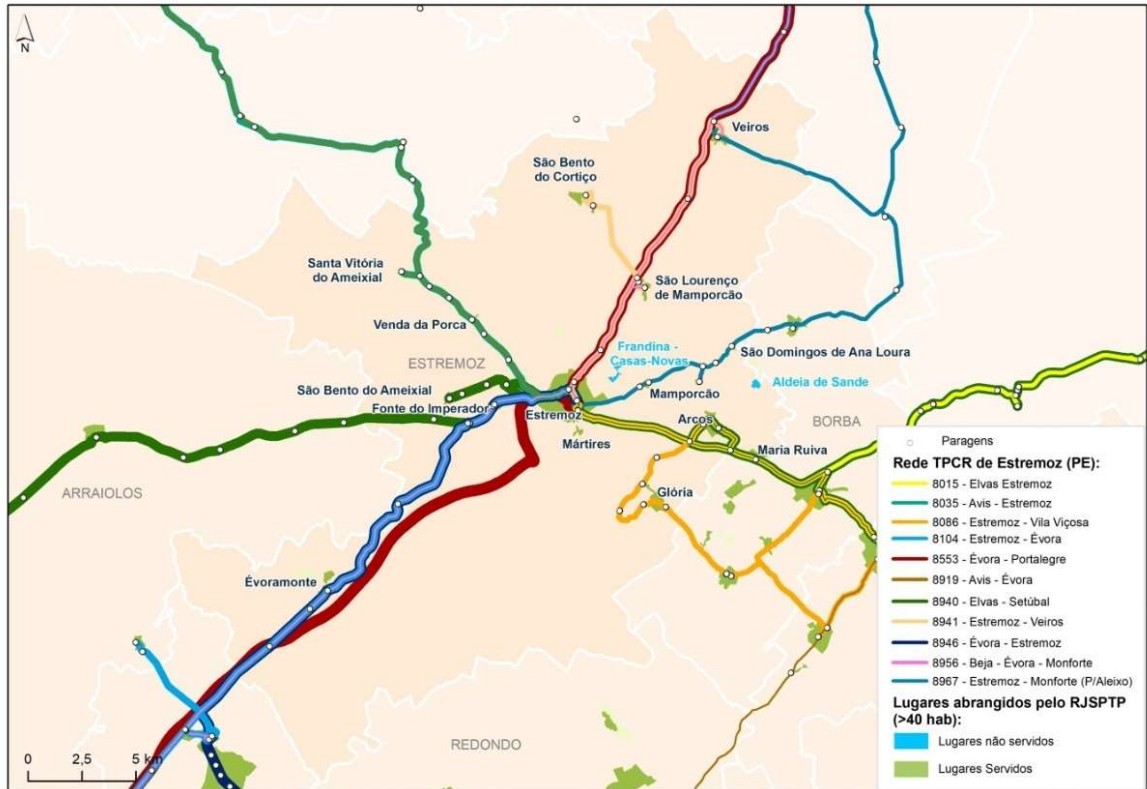 N
Veiros
São Bento
do Cortiço
Santa Vitória
do Ameixial
São Lourenço
de Mamporcão
Venda da Porca
Frandina -
Casas-Novas
São Domingos de Ana Loura
ESTREMOZ
Aldeia de Sande
São Bento do Ameixial
Mamporcão
Fonte do Imperador
Estremoz
Arcos
BORBA
Mártires
Maria Ruiva
ARRAIOLOS
Glória
Évoramonte
REDONDO
0 2,5 5 km
Paragens
Rede TPCR de Estremoz (PE):
8015 - Elvas Estremoz
8035 - Avis - Estremoz
8086 - Estremoz - Vila Viçosa
8104 - Estremoz - Évora
8553 - Évora - Portalegre
8919 - Avis - Évora
8940 - Elvas - Setúbal
8941 - Estremoz - Veiros
8946 - Évora - Estremoz
8956 - Beja - Évora - Monforte
8967 - Estremoz - Monforte (P/Aleixo)
Lugares abrangidos pelo RJSPTP
(>40 hab):
Lugares não servidos
Lugares Servidos